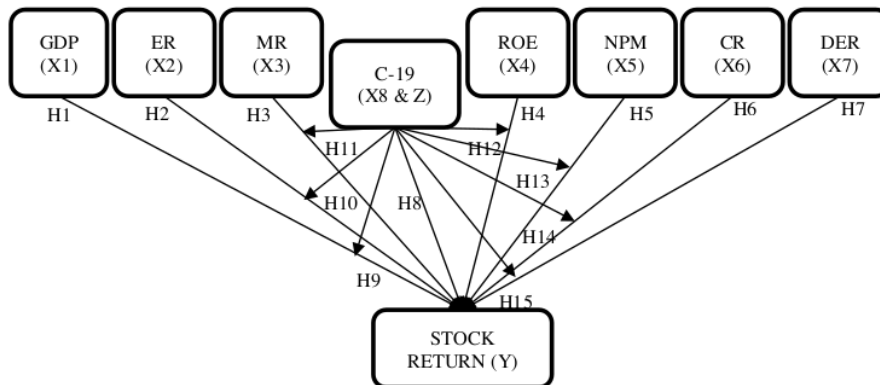 GDP
(X1)
ER
(X2)
MR
(X3)
C-19
(X8 & Z)
ROE
(X4)
NPM
(X5)
CR
(X6)
DER
(X7)
H1
H2
H3
H4
H5
H6
H7
H11
H12
H13
H10
H8
H14
H9
H15
STOCK
RETURN (Y)